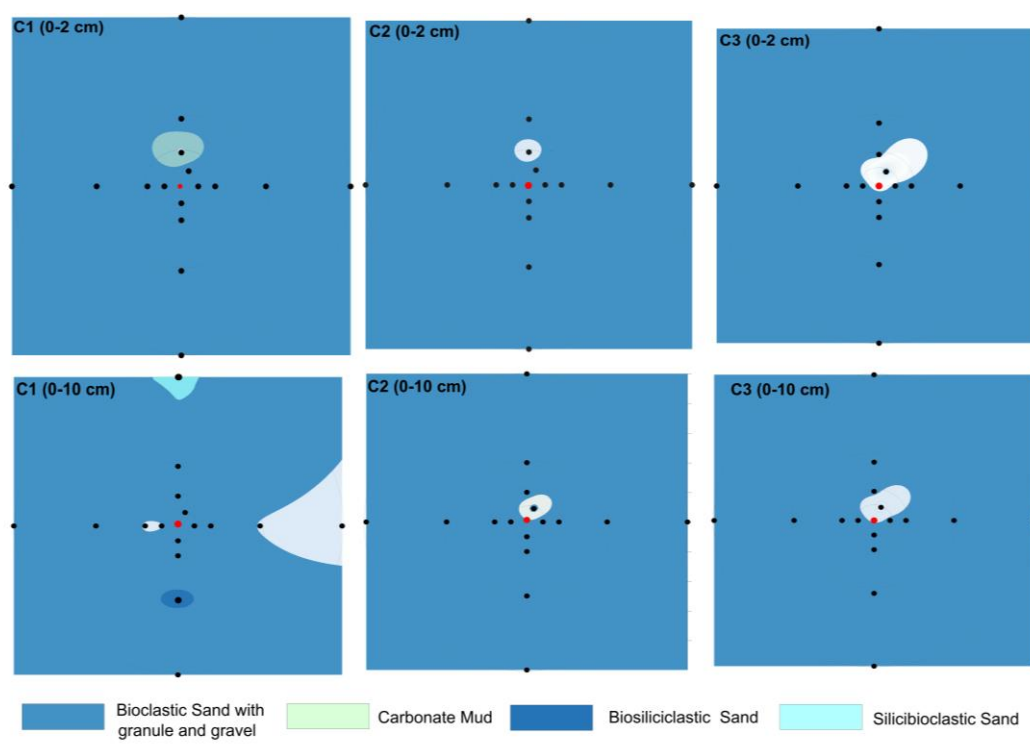 C1 (0-2 cm)
C2 (0-2 cm)
C3 (0-2 cm)
C1 (0-10 cm)
C2 (0-10 cm)
C3 (0-10 cm)
Bioclastic Sand with
granule and gravel
Carbonate Mud
Biosiliciclastic Sand
Silicibioclastic Sand